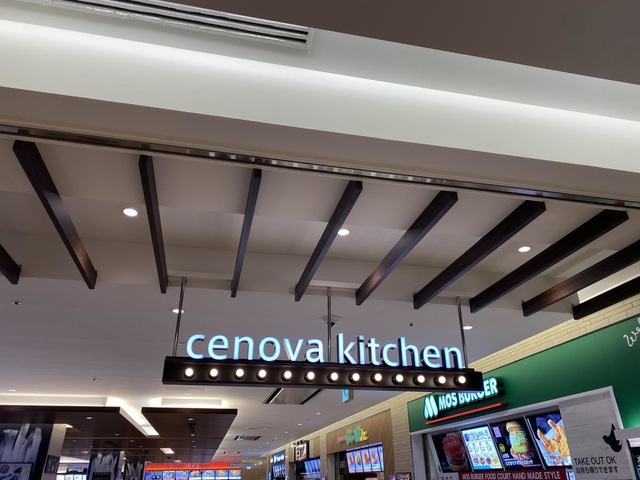 cenova kitchen
MOS BURGER
Wel
TAKE OUT OK
お持ち帰りできます
MOS BURGER FOOD COURT HAND MADE STYLE